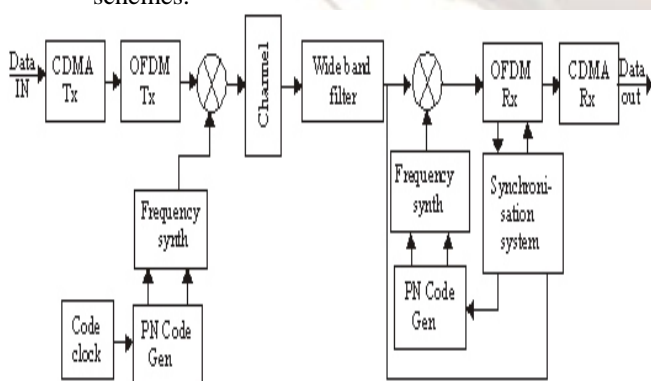 schemes.
Data
IN
CDMA
Tx
OFDM
Tx
Channel
Wide band
filter
OFDM
Rx
CDMA
Rx
Data
out
Frequency
synth
Frequency
synth
Synchroni-
sation
system
Code
clock
PN Code
Gen
PN Code
Gen